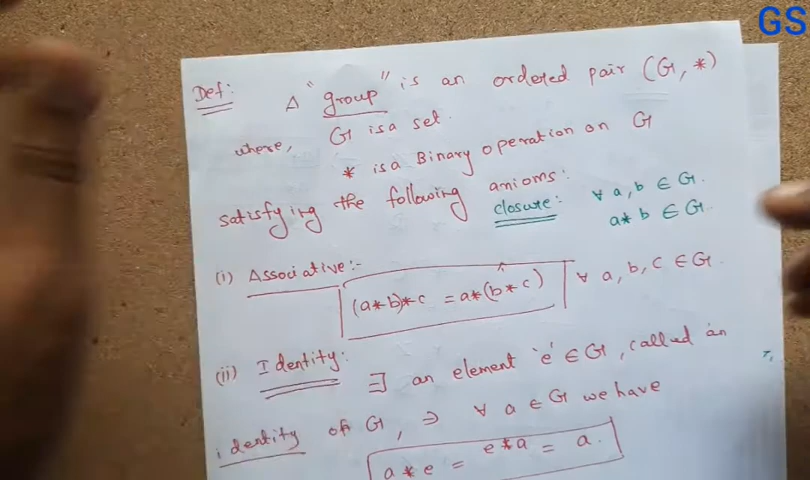 GS
Def: A "group" is an ordered pair (G, *)
where, G is a set.
* is a Binary operation on G
satisfying the following anioms:
closure: ∀ a, b ∈ G.
a * b ∈ G.
(i) Associative:-
(a*b)*c = a*(b*c) ∀ a, b, c ∈ G.
(ii) Identity:
∃ an element 'e' ∈ G, called an
identity of G, ⇒ ∀ a ∈ G we have
a * e = e * a = a.